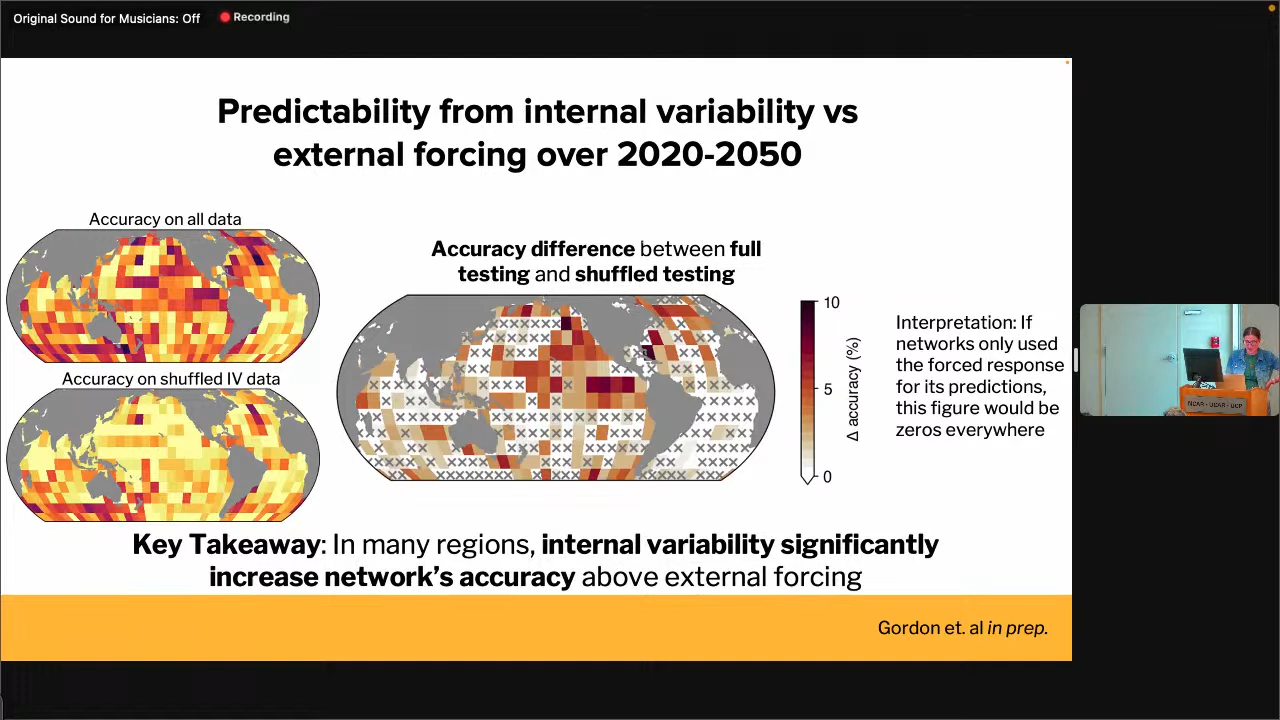 Original Sound for Musicians: Off
Recording
Predictability from internal variability vs
external forcing over 2020-2050
Accuracy on all data
Accuracy on shuffled IV data
Accuracy difference between full
testing and shuffled testing
10
5
0
Δ accuracy (%)
Interpretation: If
networks only used
the forced response
for its predictions,
this figure would be
zeros everywhere
NCAR · UCAR · UCP
Key Takeaway: In many regions, internal variability significantly
increase network's accuracy above external forcing
Gordon et. al in prep.